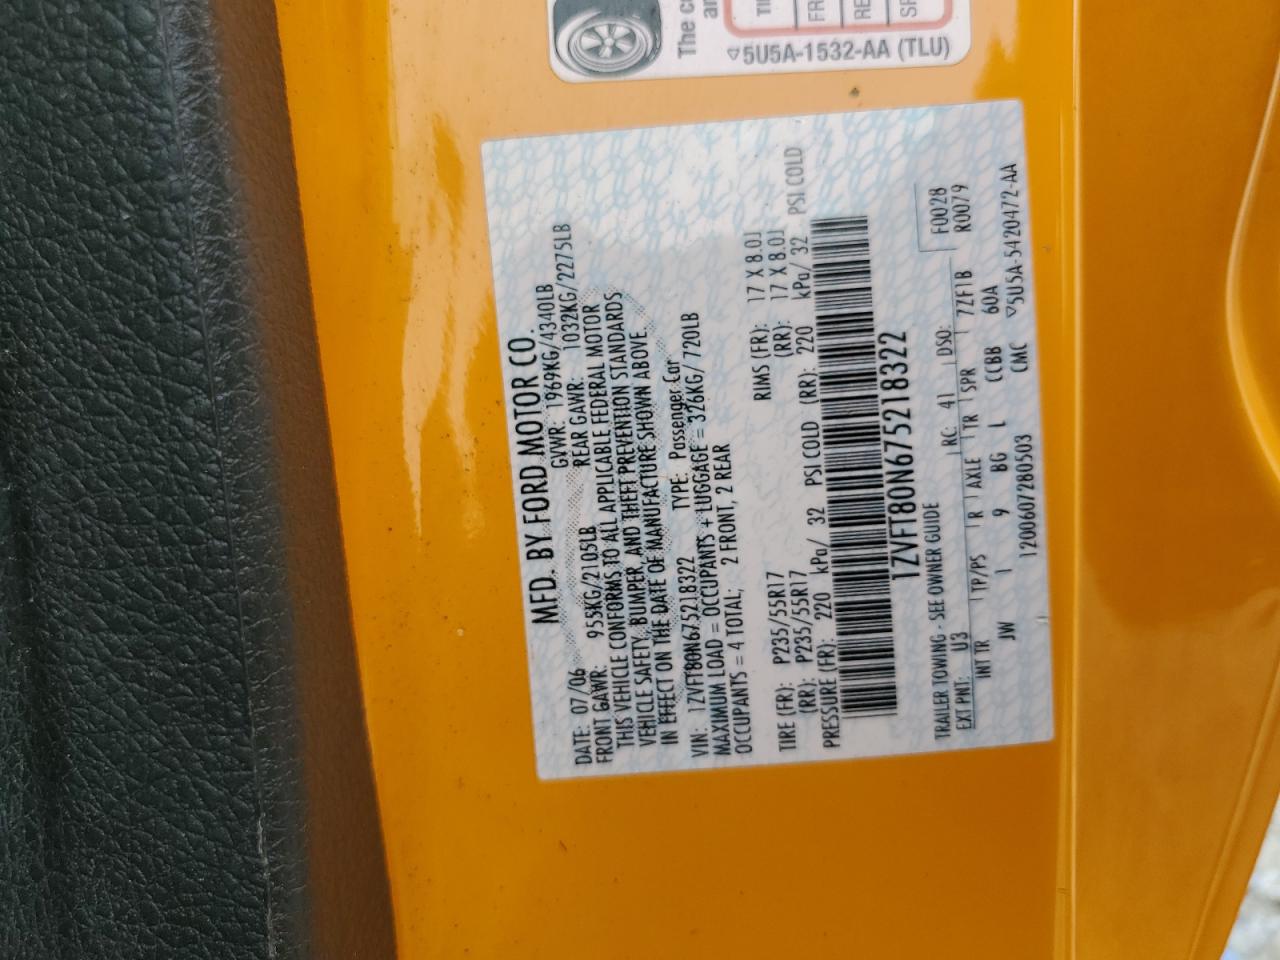 MFD. BY FORD MOTOR CO.
DATE: 07/06 GVWR: 1969KG/4340LB
FRONT GAWR: 955KG/2105LB REAR GAWR: 1032KG/2275LB
THIS VEHICLE CONFORMS TO ALL APPLICABLE FEDERAL MOTOR
VEHICLE SAFETY, BUMPER, AND THEFT PREVENTION STANDARDS
IN EFFECT ON THE DATE OF MANUFACTURE SHOWN ABOVE.
VIN: 1ZVFT80N675218322 TYPE: Passenger Car
MAXIMUM LOAD = OCCUPANTS + LUGGAGE = 326KG/720LB
OCCUPANTS = 4 TOTAL; 2 FRONT, 2 REAR
TIRE (FR): P235/55R17 RIMS (FR): 17 X 8.0J
(RR): P235/55R17 (RR): 17 X 8.0J
PRESSURE (FR): 220 kPa/ 32 PSI COLD (RR): 220 kPa/ 32 PSI COLD
1ZVFT80N675218322
TRAILER TOWING - SEE OWNER GUIDE RC: 41 DSO: F0028
EXT PNT: U3 R0079
INT TR TP/PS R AXLE TR SPR 7ZF1B
JW 1 9 BG L CCBB 60A
1200607280503 CMC ▽5U5A-5420472-AA
The
▽5U5A-1532-AA (TLU)